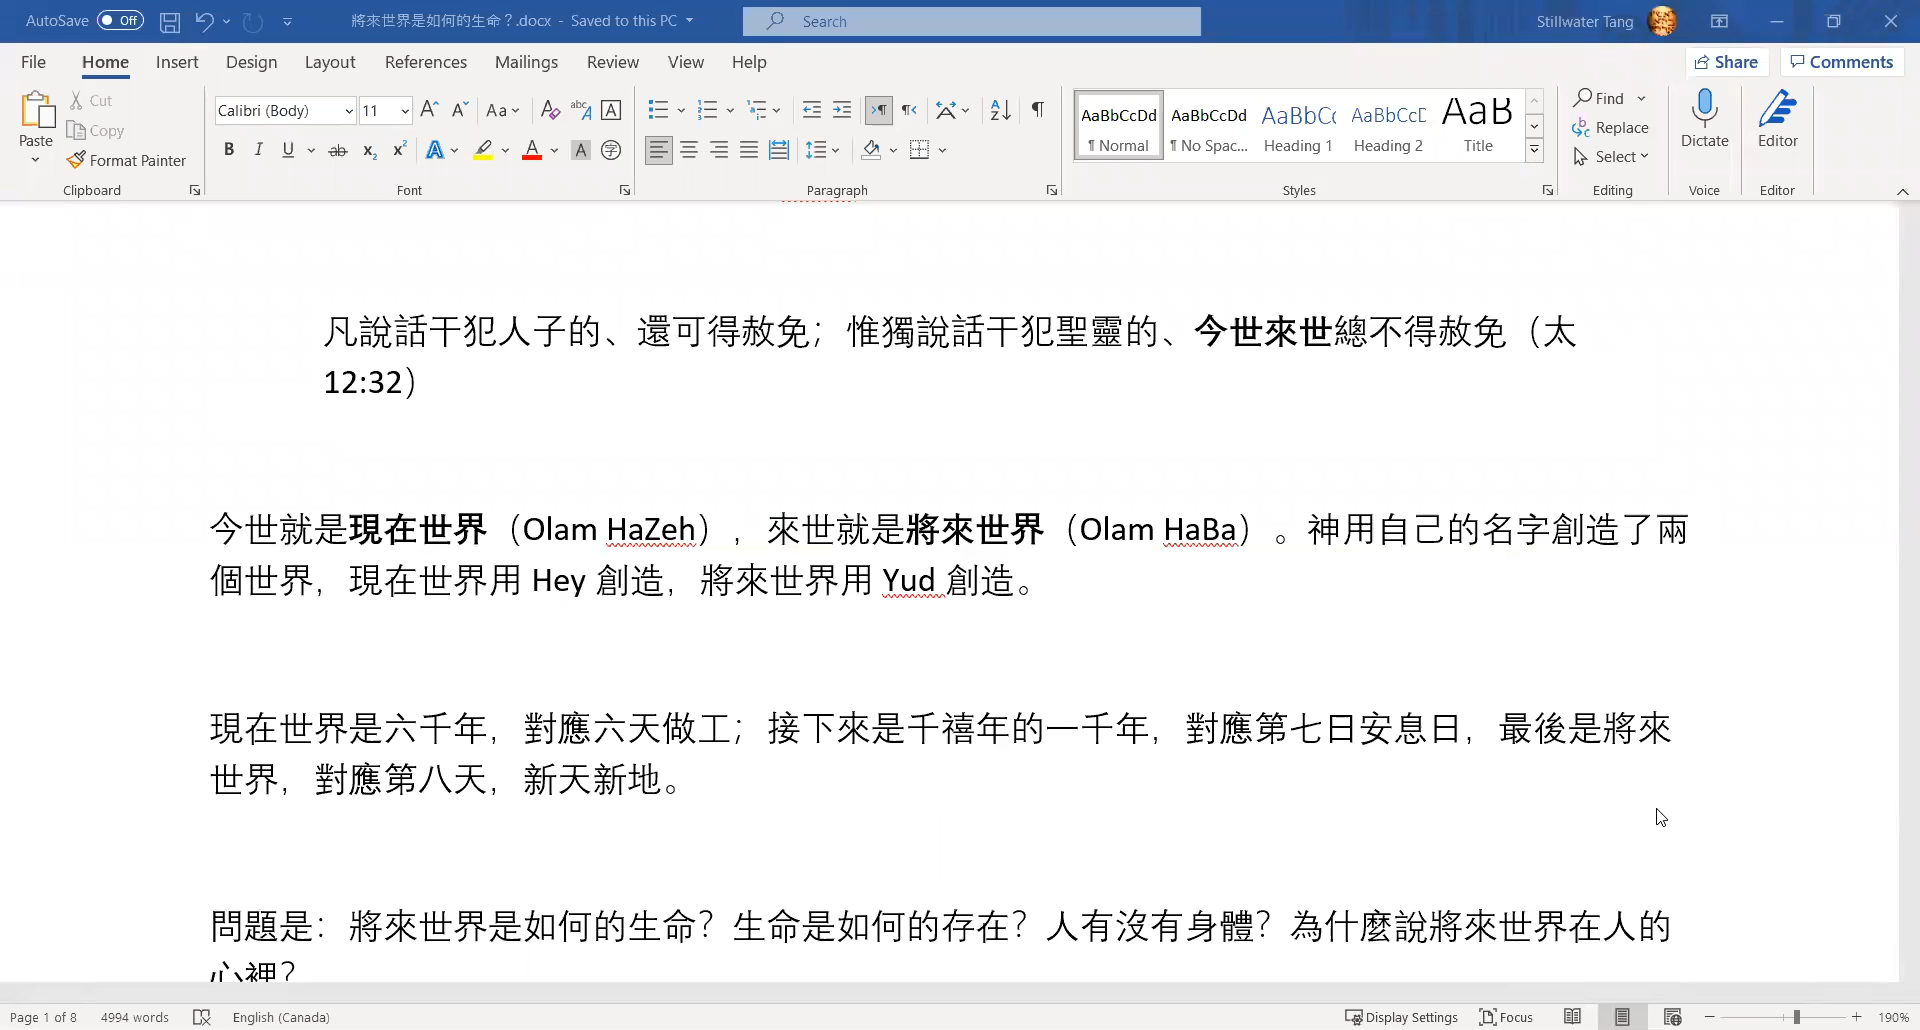 AutoSave Off 將來世界是如何的生命？.docx - Saved to this PC Search Stillwater Tang
File Home Insert Design Layout References Mailings Review View Help Share Comments
Paste Cut Copy Format Painter
Calibri (Body) 11 Aa
AaBbCcDd AaBbCcDd AaBbCc AaBbCcD AaB
¶ Normal ¶ No Spac... Heading 1 Heading 2 Title
Find Replace Select Dictate Editor
Clipboard Font Paragraph Styles Editing Voice Editor
凡說話干犯人子的、還可得赦免；惟獨說話干犯聖靈的、今世來世總不得赦免（太
12:32）
今世就是現在世界（Olam HaZeh），來世就是將來世界（Olam HaBa）。神用自己的名字創造了兩
個世界，現在世界用 Hey 創造，將來世界用 Yud 創造。
現在世界是六千年，對應六天做工；接下來是千禧年的一千年，對應第七日安息日，最後是將來
世界，對應第八天，新天新地。
問題是：將來世界是如何的生命？生命是如何的存在？人有沒有身體？為什麼說將來世界在人的
心裡？
Page 1 of 8 4994 words English (Canada) Display Settings Focus 190%